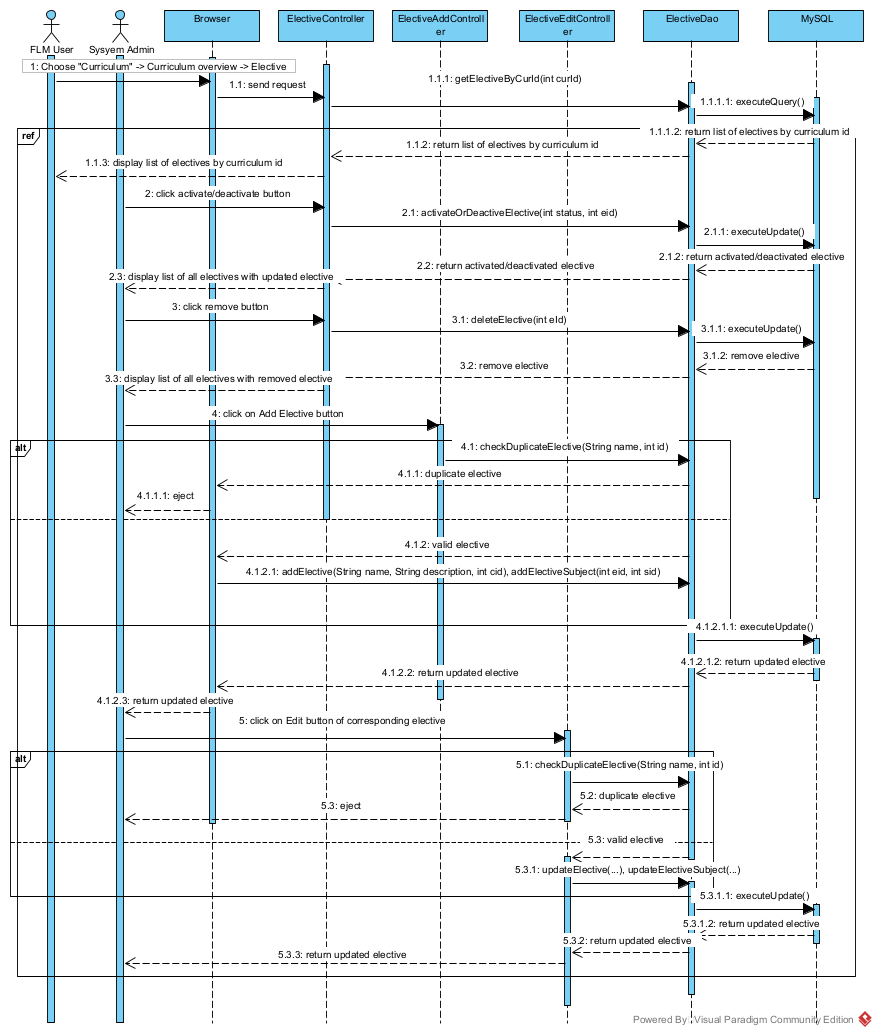 Browser
ElectiveController
ElectiveAddControll
er
ElectiveEditControll
er
ElectiveDao
MySQL
FLM User
Sysyem Admin
1: Choose "Curriculum" -> Curriculum overview -> Elective
1.1: send request
1.1.1: getElectiveByCurId(int curId)
1.1.1.1: executeQuery()
ref
1.1.1.2: return list of electives by curriculum id
1.1.2: return list of electives by curriculum id
1.1.3: display list of electives by curriculum id
2: click activate/deactivate button
2.1: activateOrDeactiveElective(int status, int eid)
2.1.1: executeUpdate()
2.1.2: return activated/deactivated elective
2.2: return activated/deactivated elective
2.3: display list of all electives with updated elective
3: click remove button
3.1: deleteElective(int eId)
3.1.1: executeUpdate()
3.1.2: remove elective
3.2: remove elective
3.3: display list of all electives with removed elective
4: click on Add Elective button
alt
4.1: checkDuplicateElective(String name, int id)
4.1.1: duplicate elective
4.1.1.1: eject
4.1.2: valid elective
4.1.2.1: addElective(String name, String description, int cid), addElectiveSubject(int eid, int sid)
4.1.2.1.1: executeUpdate()
4.1.2.1.2: return updated elective
4.1.2.2: return updated elective
4.1.2.3: return updated elective
5: click on Edit button of corresponding elective
alt
5.1: checkDuplicateElective(String name, int id)
5.2: duplicate elective
5.3: eject
5.3: valid elective
5.3.1: updateElective(...), updateElectiveSubject(...)
5.3.1.1: executeUpdate()
5.3.1.2: return updated elective
5.3.2: return updated elective
5.3.3: return updated elective
Powered By Visual Paradigm Community Edition